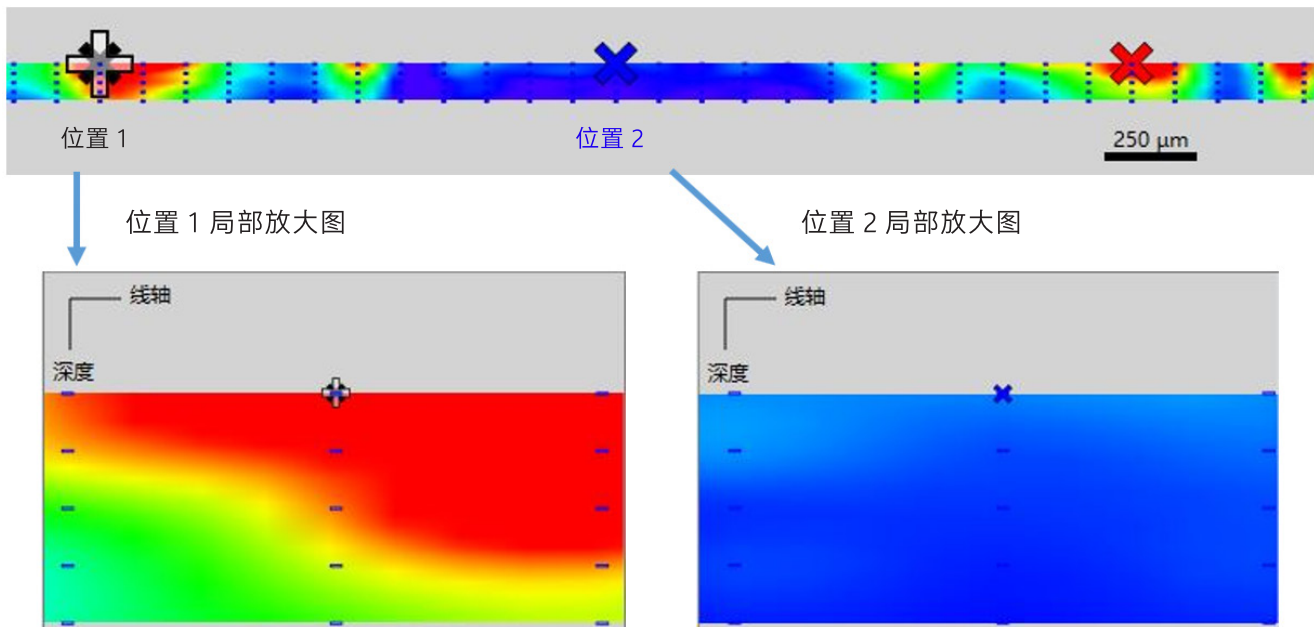 位置 1
位置 2
250 µm
位置 1 局部放大图
位置 2 局部放大图
线轴
深度
线轴
深度